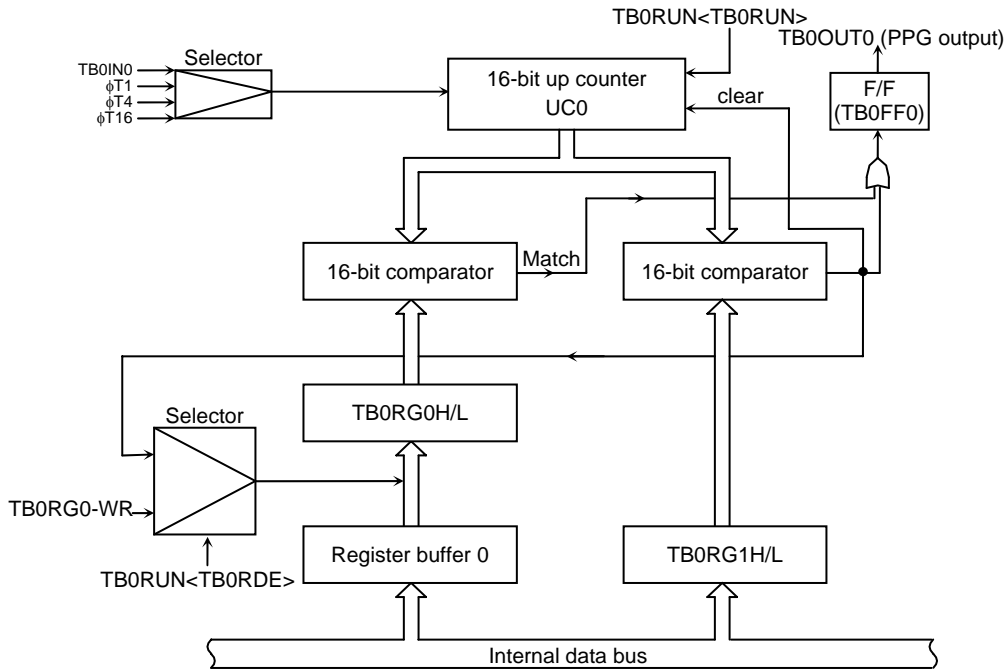 TB0RUN<TB0RUN>
TB0OUT0 (PPG output)
Selector
TB0IN0
φT1
φT4
φT16
16-bit up counter
UC0
clear
F/F
(TB0FF0)
16-bit comparator
Match
16-bit comparator
TB0RG0H/L
Selector
TB0RG0-WR
Register buffer 0
TB0RG1H/L
TB0RUN<TB0RDE>
Internal data bus